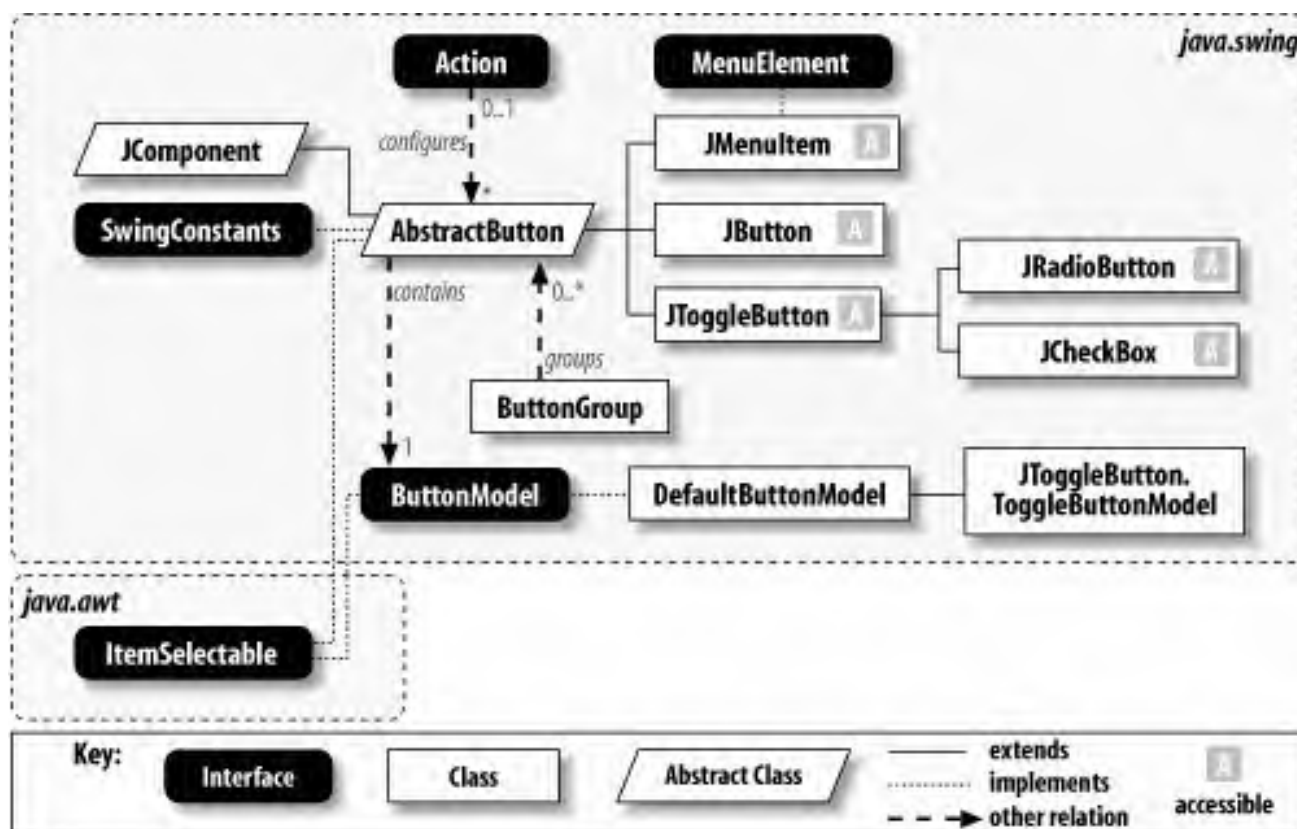 java.swing
Action
MenuElement
0...1
configures
*
JComponent
JMenuItem A
SwingConstants
AbstractButton
JButton A
contains
0...*
JRadioButton A
JToggleButton A
groups
JCheckBox A
ButtonGroup
1
ButtonModel
DefaultButtonModel
JToggleButton.
ToggleButtonModel
java.awt
ItemSelectable
Key:
Interface
Class
Abstract Class
extends
implements
other relation
A
accessible